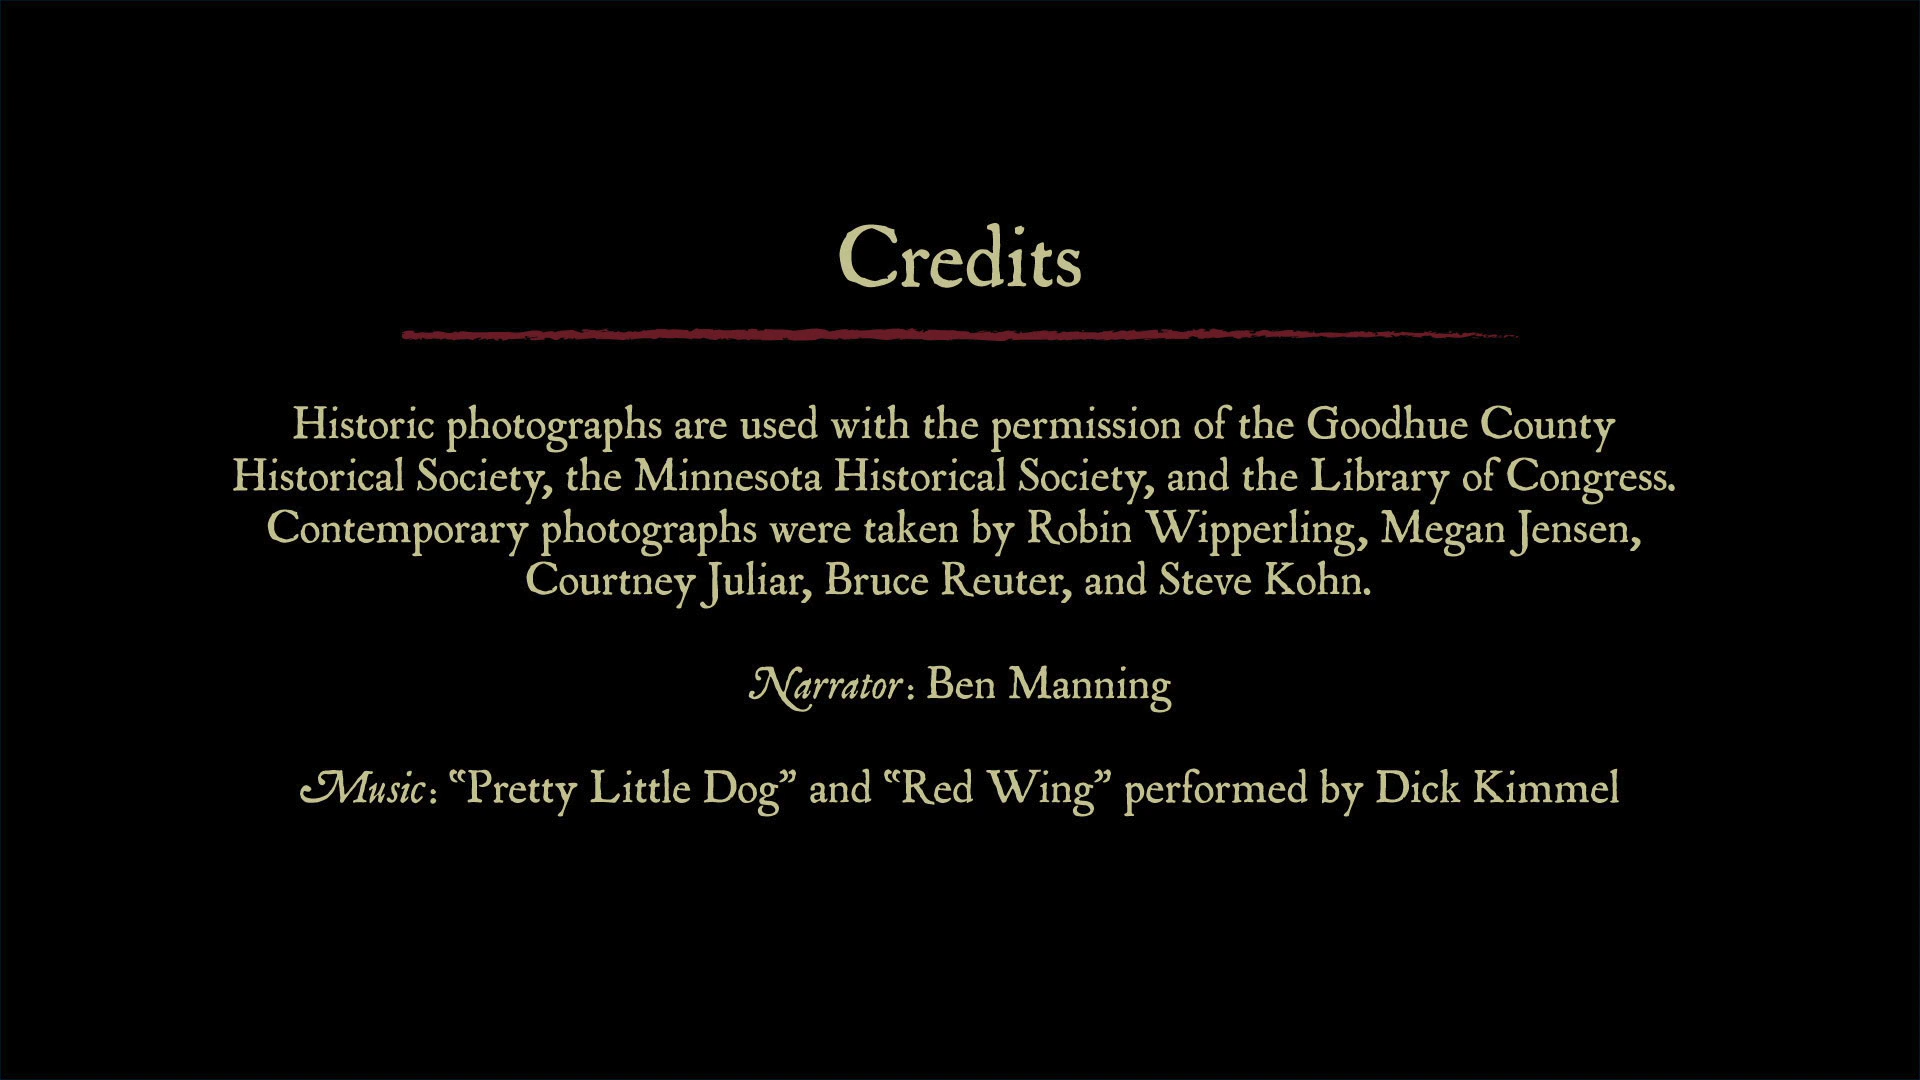 Credits
Historic photographs are used with the permission of the Goodhue County
Historical Society, the Minnesota Historical Society, and the Library of Congress.
Contemporary photographs were taken by Robin Wipperling, Megan Jensen,
Courtney Juliar, Bruce Reuter, and Steve Kohn.
Narrator: Ben Manning
Music: “Pretty Little Dog” and “Red Wing” performed by Dick Kimmel